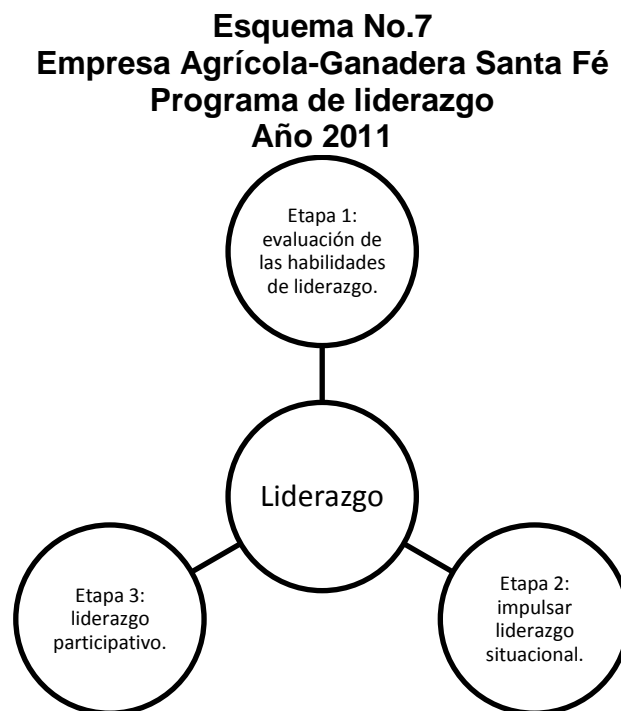 Esquema No.7
Empresa Agrícola-Ganadera Santa Fé
Programa de liderazgo
Año 2011
Etapa 1:
evaluación de
las habilidades
de liderazgo.
Liderazgo
Etapa 3:
liderazgo
participativo.
Etapa 2:
impulsar
liderazgo
situacional.